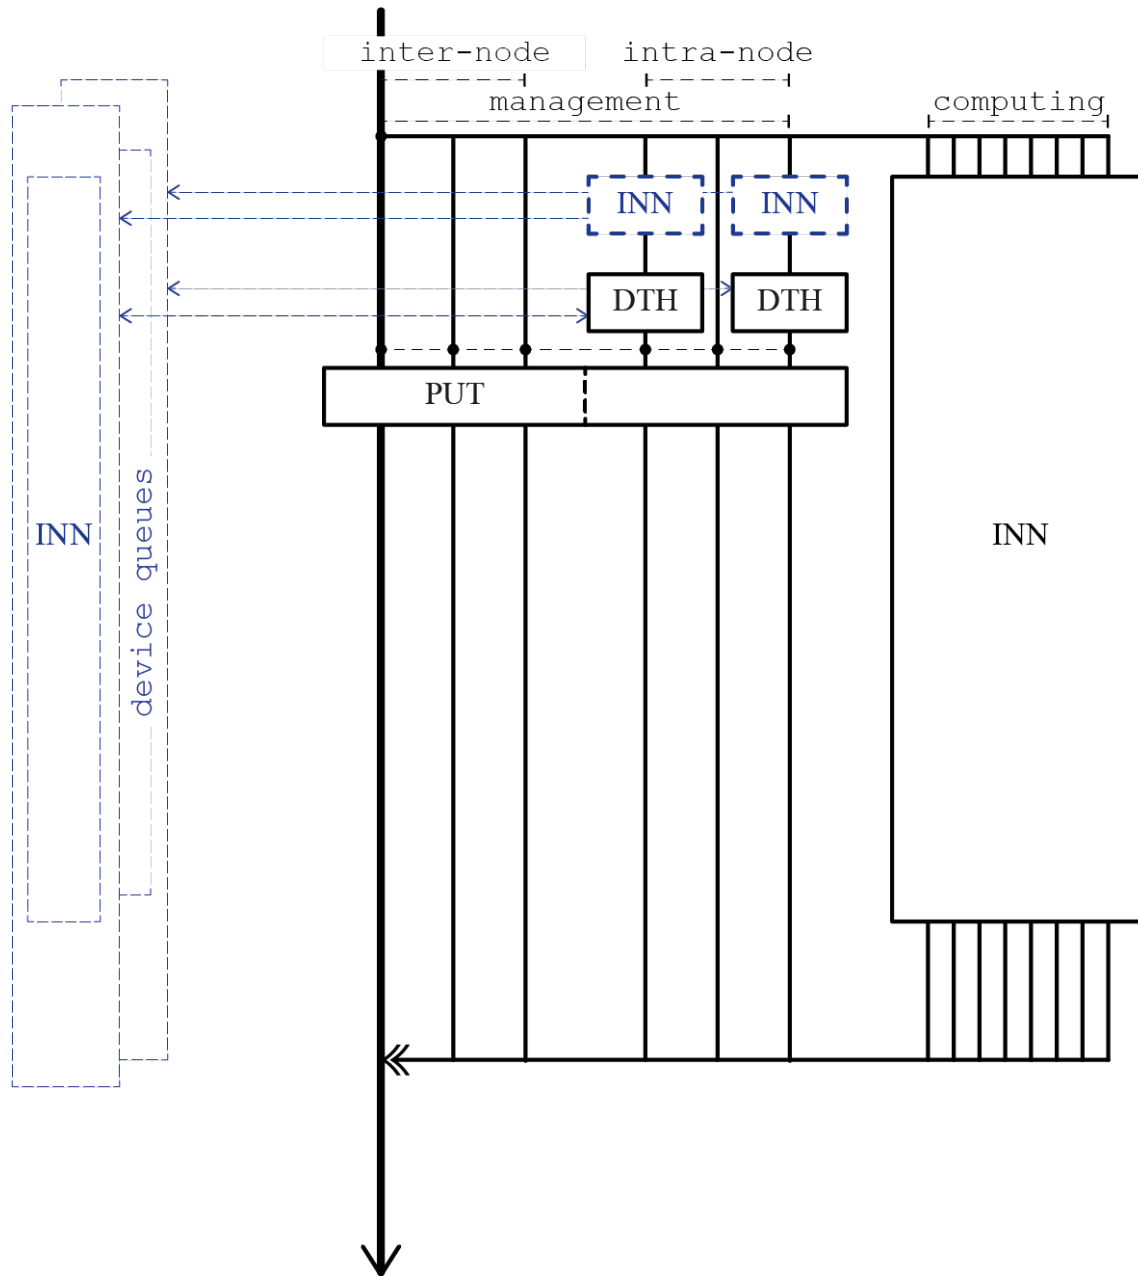 inter-node intra-node
management computing
INN INN
DTH DTH
PUT
INN device queues INN